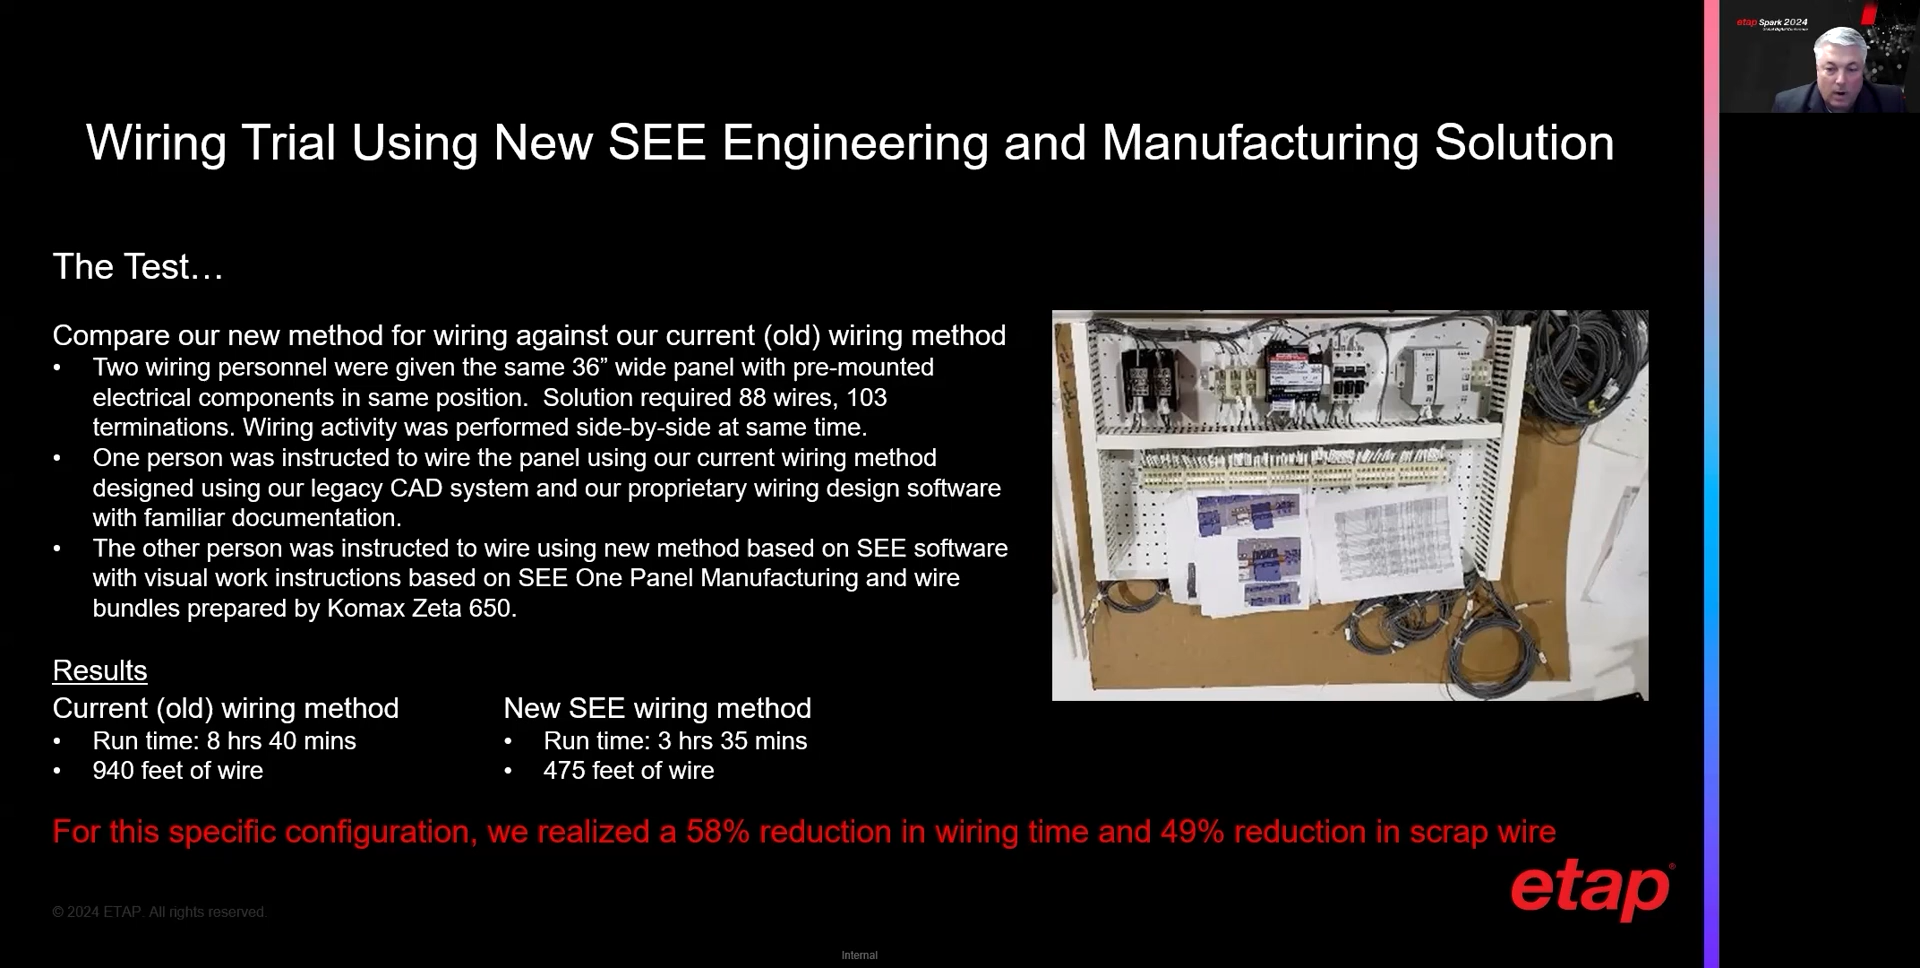 etap Spark 2024
Wiring Trial Using New SEE Engineering and Manufacturing Solution
The Test…
Compare our new method for wiring against our current (old) wiring method
• Two wiring personnel were given the same 36” wide panel with pre-mounted
electrical components in same position.  Solution required 88 wires, 103
terminations. Wiring activity was performed side-by-side at same time.
• One person was instructed to wire the panel using our current wiring method
designed using our legacy CAD system and our proprietary wiring design software
with familiar documentation.
• The other person was instructed to wire using new method based on SEE software
with visual work instructions based on SEE One Panel Manufacturing and wire
bundles prepared by Komax Zeta 650.
Results
Current (old) wiring method
• Run time: 8 hrs 40 mins
• 940 feet of wire
New SEE wiring method
• Run time: 3 hrs 35 mins
• 475 feet of wire
For this specific configuration, we realized a 58% reduction in wiring time and 49% reduction in scrap wire
etap®
© 2024 ETAP. All rights reserved.
Internal